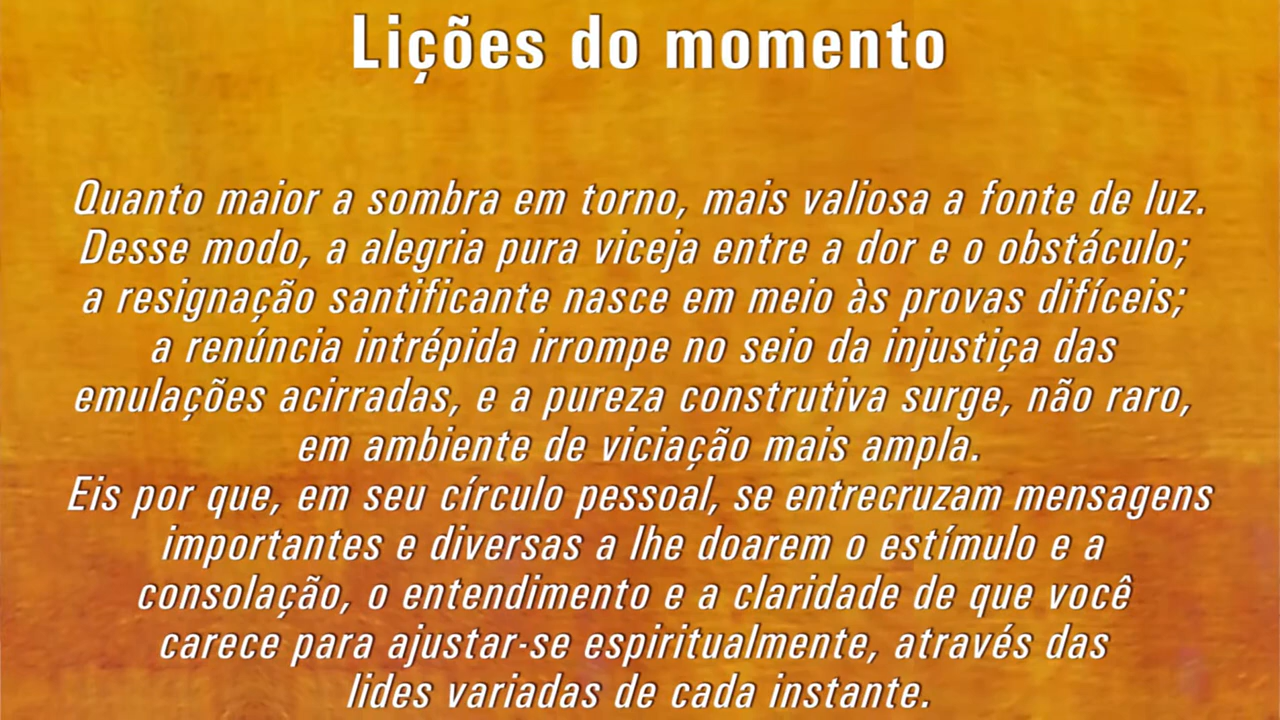 Lições do momento
Quanto maior a sombra em torno, mais valiosa a fonte de luz.
Desse modo, a alegria pura viceja entre a dor e o obstáculo;
a resignação santificante nasce em meio às provas difíceis;
a renúncia intrépida irrompe no seio da injustiça das
emulações acirradas, e a pureza construtiva surge, não raro,
em ambiente de viciação mais ampla.
Eis por que, em seu círculo pessoal, se entrecruzam mensagens
importantes e diversas a lhe doarem o estímulo e a
consolação, o entendimento e a claridade de que você
carece para ajustar-se espiritualmente, através das
lides variadas de cada instante.